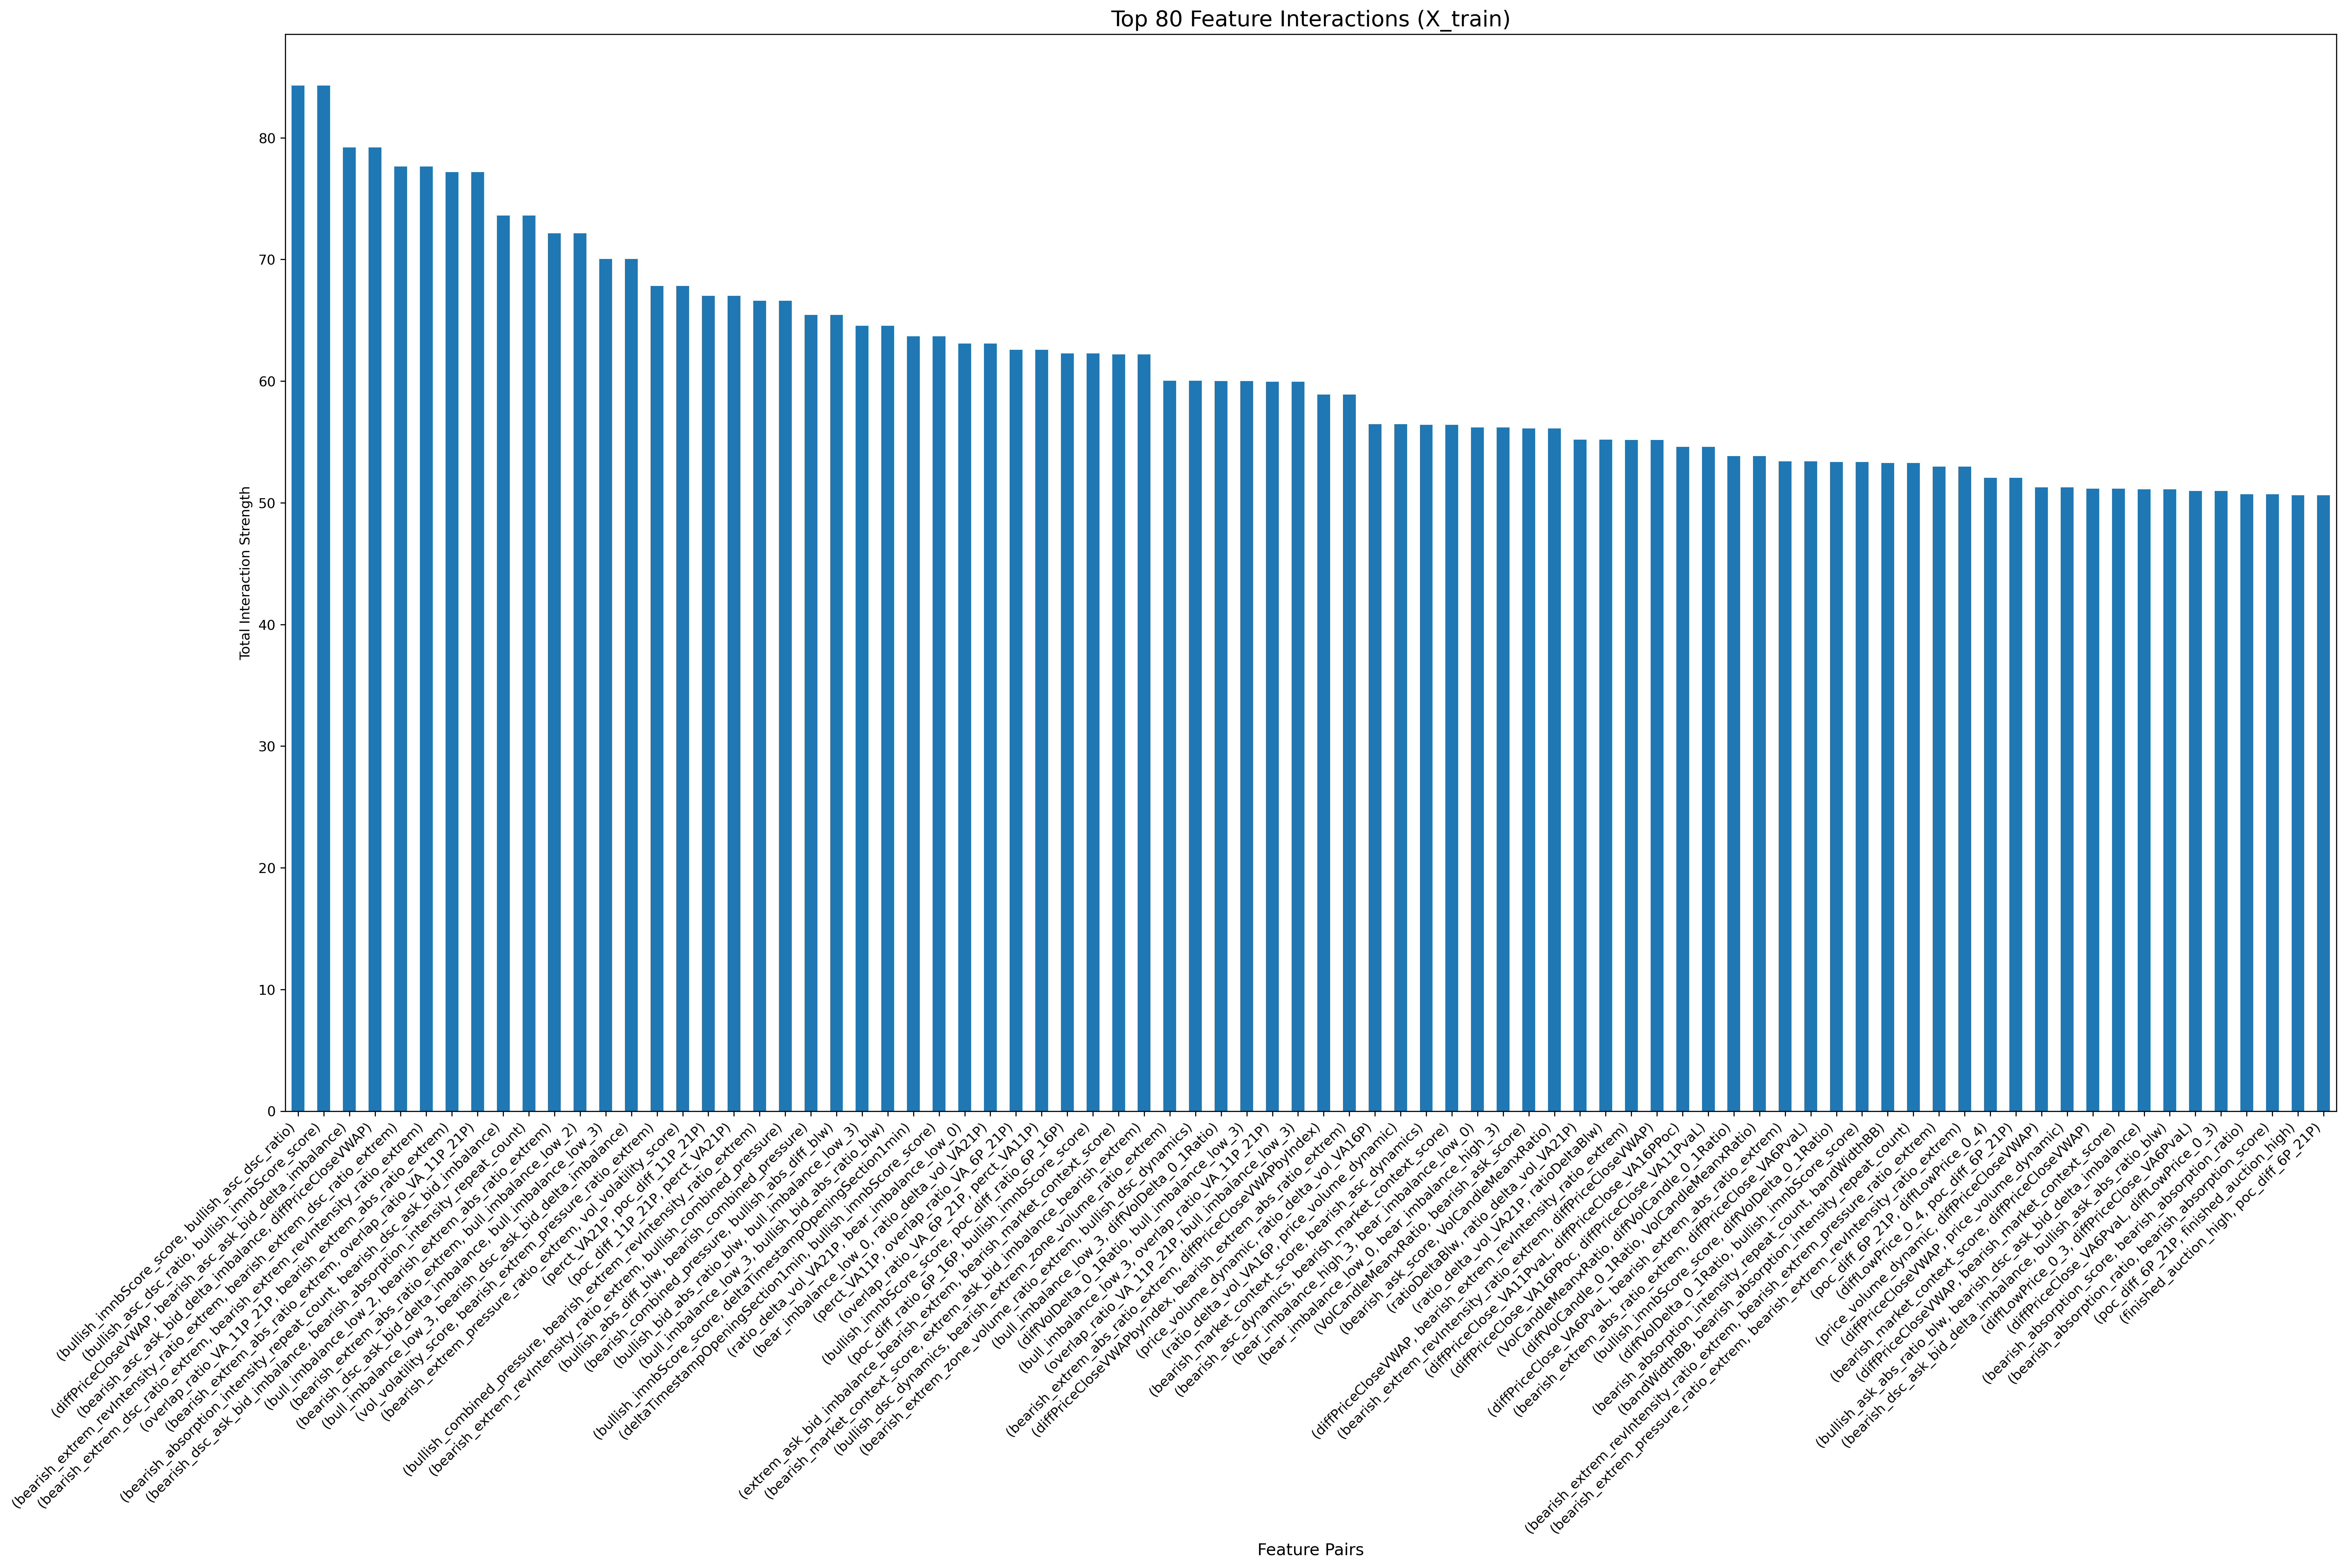 Top 80 Feature Interactions (X_train)
Total Interaction Strength
80
70
60
50
40
30
20
10
0
(bullish_imnbScore_score, bullish_asc_dsc_ratio)
(bullish_asc_dsc_ratio, bullish_imnbScore_score)
(diffPriceCloseVWAP, bearish_asc_ask_bid_delta_imbalance)
(bearish_asc_ask_bid_delta_imbalance, diffPriceCloseVWAP)
(bearish_extrem_revIntensity_ratio_extrem, bearish_extrem_dsc_ratio_extrem)
(bearish_extrem_dsc_ratio_extrem, bearish_extrem_revIntensity_ratio_extrem)
(overlap_ratio_VA_11P_21P, bearish_extrem_abs_ratio_extrem)
(bearish_extrem_abs_ratio_extrem, overlap_ratio_VA_11P_21P)
(bearish_absorption_intensity_repeat_count, bearish_dsc_ask_bid_imbalance)
(bearish_dsc_ask_bid_imbalance, bearish_absorption_intensity_repeat_count)
(bull_imbalance_low_2, bearish_extrem_abs_ratio_extrem)
(bearish_extrem_abs_ratio_extrem, bull_imbalance_low_2)
(bearish_dsc_ask_bid_delta_imbalance, bull_imbalance_low_3)
(bull_imbalance_low_3, bearish_dsc_ask_bid_delta_imbalance)
(vol_volatility_score, bearish_extrem_pressure_ratio_extrem)
(bearish_extrem_pressure_ratio_extrem, vol_volatility_score)
(perct_VA21P, poc_diff_11P_21P)
(poc_diff_11P_21P, perct_VA21P)
(bullish_combined_pressure, bearish_extrem_revIntensity_ratio_extrem)
(bearish_extrem_revIntensity_ratio_extrem, bullish_combined_pressure)
(bullish_abs_diff_blw, bearish_combined_pressure)
(bearish_combined_pressure, bullish_abs_diff_blw)
(bullish_bid_abs_ratio_blw, bull_imbalance_low_3)
(bull_imbalance_low_3, bullish_bid_abs_ratio_blw)
(bullish_imnbScore_score, deltaTimestampOpeningSection1min)
(deltaTimestampOpeningSection1min, bullish_imnbScore_score)
(ratio_delta_vol_VA21P, bear_imbalance_low_0)
(bear_imbalance_low_0, ratio_delta_vol_VA21P)
(perct_VA11P, overlap_ratio_VA_6P_21P)
(overlap_ratio_VA_6P_21P, perct_VA11P)
(bullish_imnbScore_score, poc_diff_ratio_6P_16P)
(poc_diff_ratio_6P_16P, bullish_imnbScore_score)
(extrem_ask_bid_imbalance_bearish_extrem, bearish_market_context_score)
(bearish_market_context_score, extrem_ask_bid_imbalance_bearish_extrem)
(bullish_dsc_dynamics, bearish_extrem_zone_volume_ratio_extrem)
(bearish_extrem_zone_volume_ratio_extrem, bullish_dsc_dynamics)
(bull_imbalance_low_3, diffVolDelta_0_1Ratio)
(diffVolDelta_0_1Ratio, bull_imbalance_low_3)
(bull_imbalance_low_3, overlap_ratio_VA_11P_21P)
(overlap_ratio_VA_11P_21P, bull_imbalance_low_3)
(bearish_extrem_abs_ratio_extrem, diffPriceCloseVWAPbyIndex)
(diffPriceCloseVWAPbyIndex, bearish_extrem_abs_ratio_extrem)
(price_volume_dynamic, ratio_delta_vol_VA16P)
(ratio_delta_vol_VA16P, price_volume_dynamic)
(bearish_market_context_score, bearish_asc_dynamics)
(bearish_asc_dynamics, bearish_market_context_score)
(bear_imbalance_high_3, bear_imbalance_low_0)
(bear_imbalance_low_0, bear_imbalance_high_3)
(VolCandleMeanxRatio, bearish_ask_score)
(bearish_ask_score, VolCandleMeanxRatio)
(ratioDeltaBlw, ratio_delta_vol_VA21P)
(ratio_delta_vol_VA21P, ratioDeltaBlw)
(diffPriceCloseVWAP, bearish_extrem_revIntensity_ratio_extrem)
(bearish_extrem_revIntensity_ratio_extrem, diffPriceCloseVWAP)
(diffPriceClose_VA11PvaL, diffPriceClose_VA16PPoc)
(diffPriceClose_VA16PPoc, diffPriceClose_VA11PvaL)
(VolCandleMeanxRatio, diffVolCandle_0_1Ratio)
(diffVolCandle_0_1Ratio, VolCandleMeanxRatio)
(diffPriceClose_VA6PvaL, bearish_extrem_abs_ratio_extrem)
(bearish_extrem_abs_ratio_extrem, diffPriceClose_VA6PvaL)
(bullish_imnbScore_score, diffVolDelta_0_1Ratio)
(diffVolDelta_0_1Ratio, bullish_imnbScore_score)
(bearish_absorption_intensity_repeat_count, bandWidthBB)
(bandWidthBB, bearish_absorption_intensity_repeat_count)
(bearish_extrem_revIntensity_ratio_extrem, bearish_extrem_pressure_ratio_extrem)
(bearish_extrem_pressure_ratio_extrem, bearish_extrem_revIntensity_ratio_extrem)
(poc_diff_6P_21P, diffLowPrice_0_4)
(diffLowPrice_0_4, poc_diff_6P_21P)
(price_volume_dynamic, diffPriceCloseVWAP)
(diffPriceCloseVWAP, price_volume_dynamic)
(bearish_market_context_score, diffPriceCloseVWAP)
(diffPriceCloseVWAP, bearish_market_context_score)
(bullish_ask_abs_ratio_blw, bearish_dsc_ask_bid_delta_imbalance)
(bearish_dsc_ask_bid_delta_imbalance, bullish_ask_abs_ratio_blw)
(diffLowPrice_0_3, diffPriceClose_VA6PvaL)
(diffPriceClose_VA6PvaL, diffLowPrice_0_3)
(bearish_absorption_score, bearish_absorption_ratio)
(bearish_absorption_ratio, bearish_absorption_score)
(poc_diff_6P_21P, finished_auction_high)
(finished_auction_high, poc_diff_6P_21P)
Feature Pairs